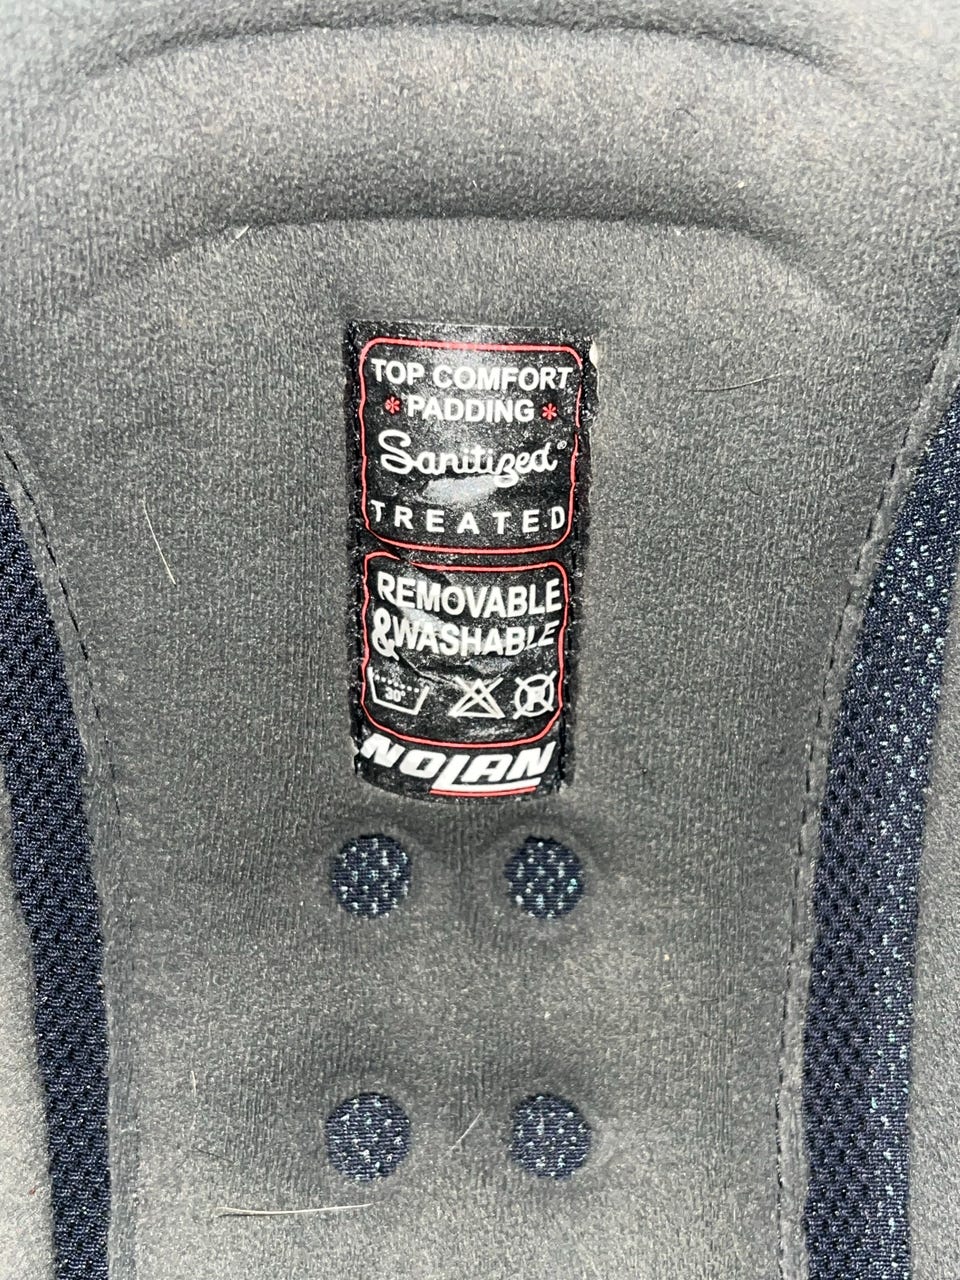 TOP COMFORT
* PADDING *
Sanitized®
TREATED
REMOVABLE
& WASHABLE
30°
F
NOLAN